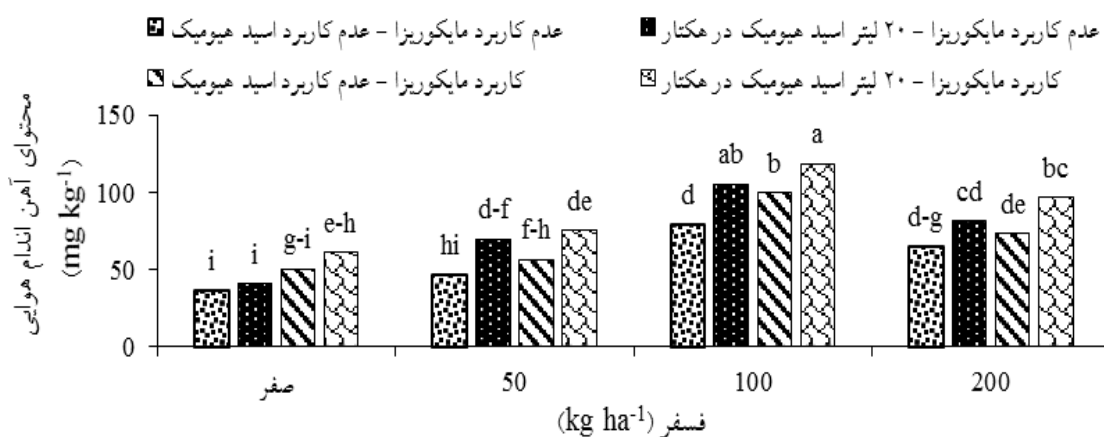 عدم کاربرد مایکوریزا - عدم کاربرد اسید هیومیک
عدم کاربرد مایکوریزا - ۲۰ لیتر اسید هیومیک در هکتار
کاربرد مایکوریزا - عدم کاربرد اسید هیومیک
کاربرد مایکوریزا - ۲۰ لیتر اسید هیومیک در هکتار
محتوای آهن اندام هوایی
(mg kg⁻¹)
150
100
50
0
i i g-i e-h
hi d-f f-h de
d ab b a
d-g cd de bc
صفر 50 100 200
فسفر (kg ha⁻¹)